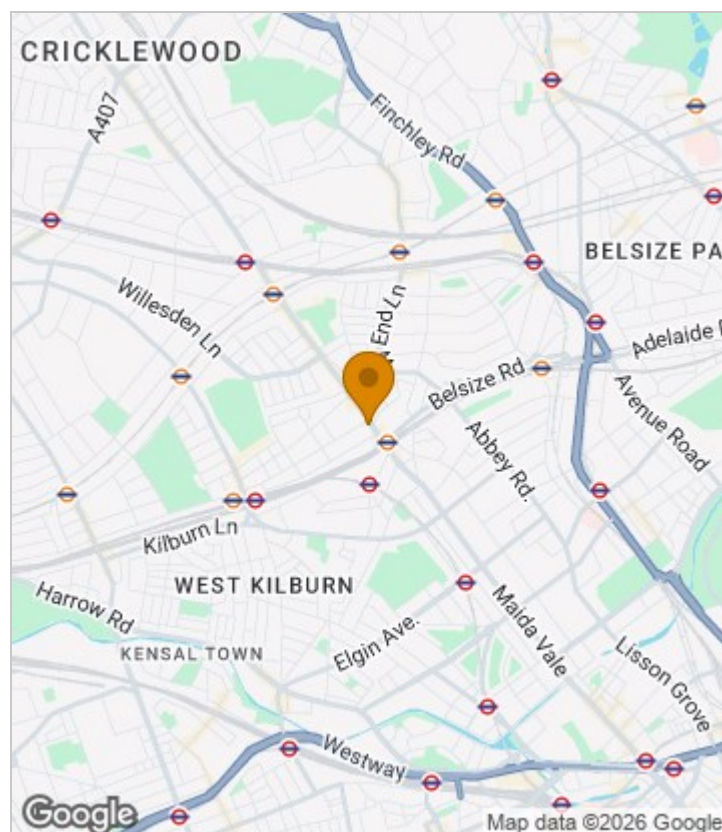 CRICKLEWOOD
A407
Finchley Rd
BELSIZE PA
Willesden Ln
End Ln
Adelaide
Belsize Rd
Avenue Road
Abbey Rd.
Kilburn Ln
WEST KILBURN
Harrow Rd
Maida Vale
Elgin Ave.
KENSAL TOWN
Lisson Grove
Westway
Google
Map data ©2026 Google